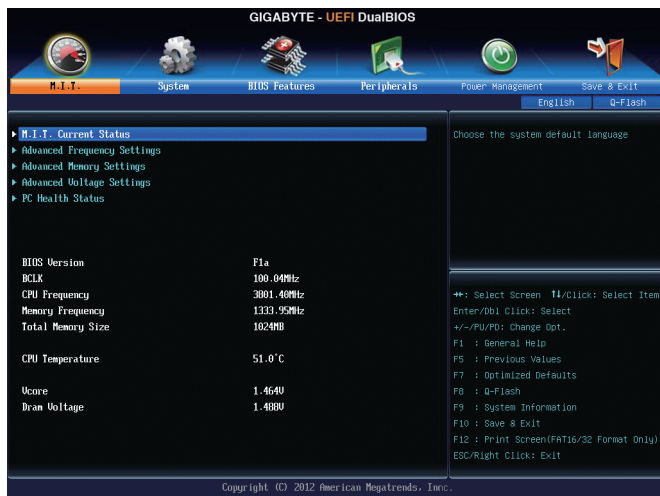 GIGABYTE - UEFI DualBIOS
M.I.T.
System
BIOS Features
Peripherals
Power Management
Save & Exit
English
Q-Flash
M.I.T. Current Status
Advanced Frequency Settings
Advanced Memory Settings
Advanced Voltage Settings
PC Health Status
BIOS Version F1a
BCLK 100.04MHz
CPU Frequency 3801.40MHz
Memory Frequency 1333.95MHz
Total Memory Size 1024MB
CPU Temperature 51.0°C
Vcore 1.464V
Dram Voltage 1.488V
Choose the system default language
→←: Select Screen ↑↓/Click: Select Item
Enter/Dbl Click: Select
+/-/PU/PD: Change Opt.
F1 : General Help
F5 : Previous Values
F7 : Optimized Defaults
F8 : Q-Flash
F9 : System Information
F10 : Save & Exit
F12 : Print Screen(FAT16/32 Format Only)
ESC/Right Click: Exit
Copyright (C) 2012 American Megatrends, Innc.